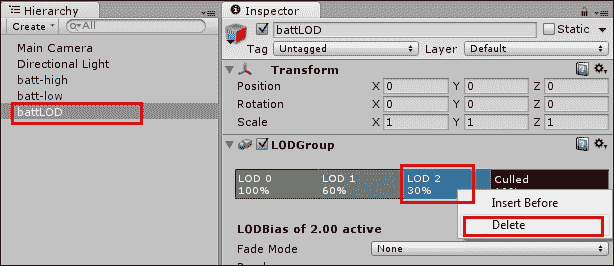 Hierarchy
Create
All
Main Camera
Directional Light
batt-high
batt-low
battLOD
Inspector
battLOD
Static
Tag Untagged Layer Default
Transform
Position X 0 Y 0 Z 0
Rotation X 0 Y 0 Z 0
Scale X 1 Y 1 Z 1
LODGroup
LOD 0
100%
LOD 1
60%
LOD 2
30%
Culled
Insert Before
Delete
LODBias of 2.00 active
Fade Mode None